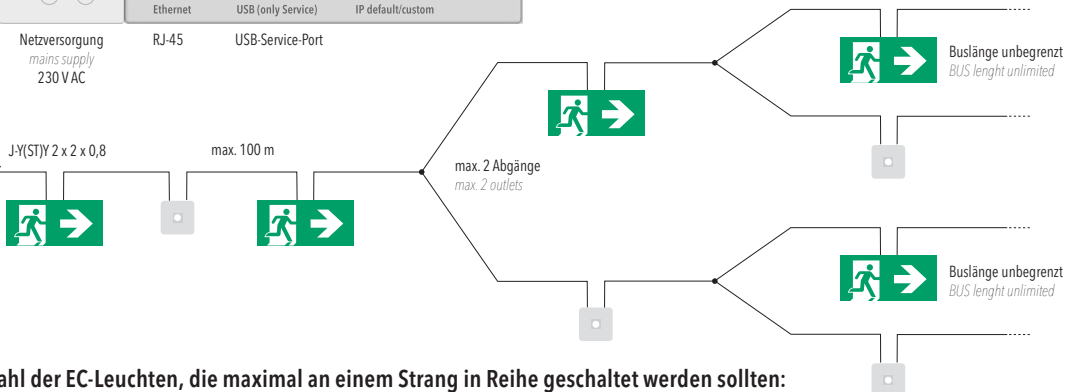 Ethernet USB (only Service) IP default/custom
Netzversorgung RJ-45 USB-Service-Port
mains supply
230 V AC
Buslänge unbegrenzt
BUS lenght unlimited
J-Y(ST)Y 2 x 2 x 0,8 max. 100 m
max. 2 Abgänge
max. 2 outlets
Buslänge unbegrenzt
BUS lenght unlimited
ahl der EC-Leuchten, die maximal an einem Strang in Reihe geschaltet werden sollten: